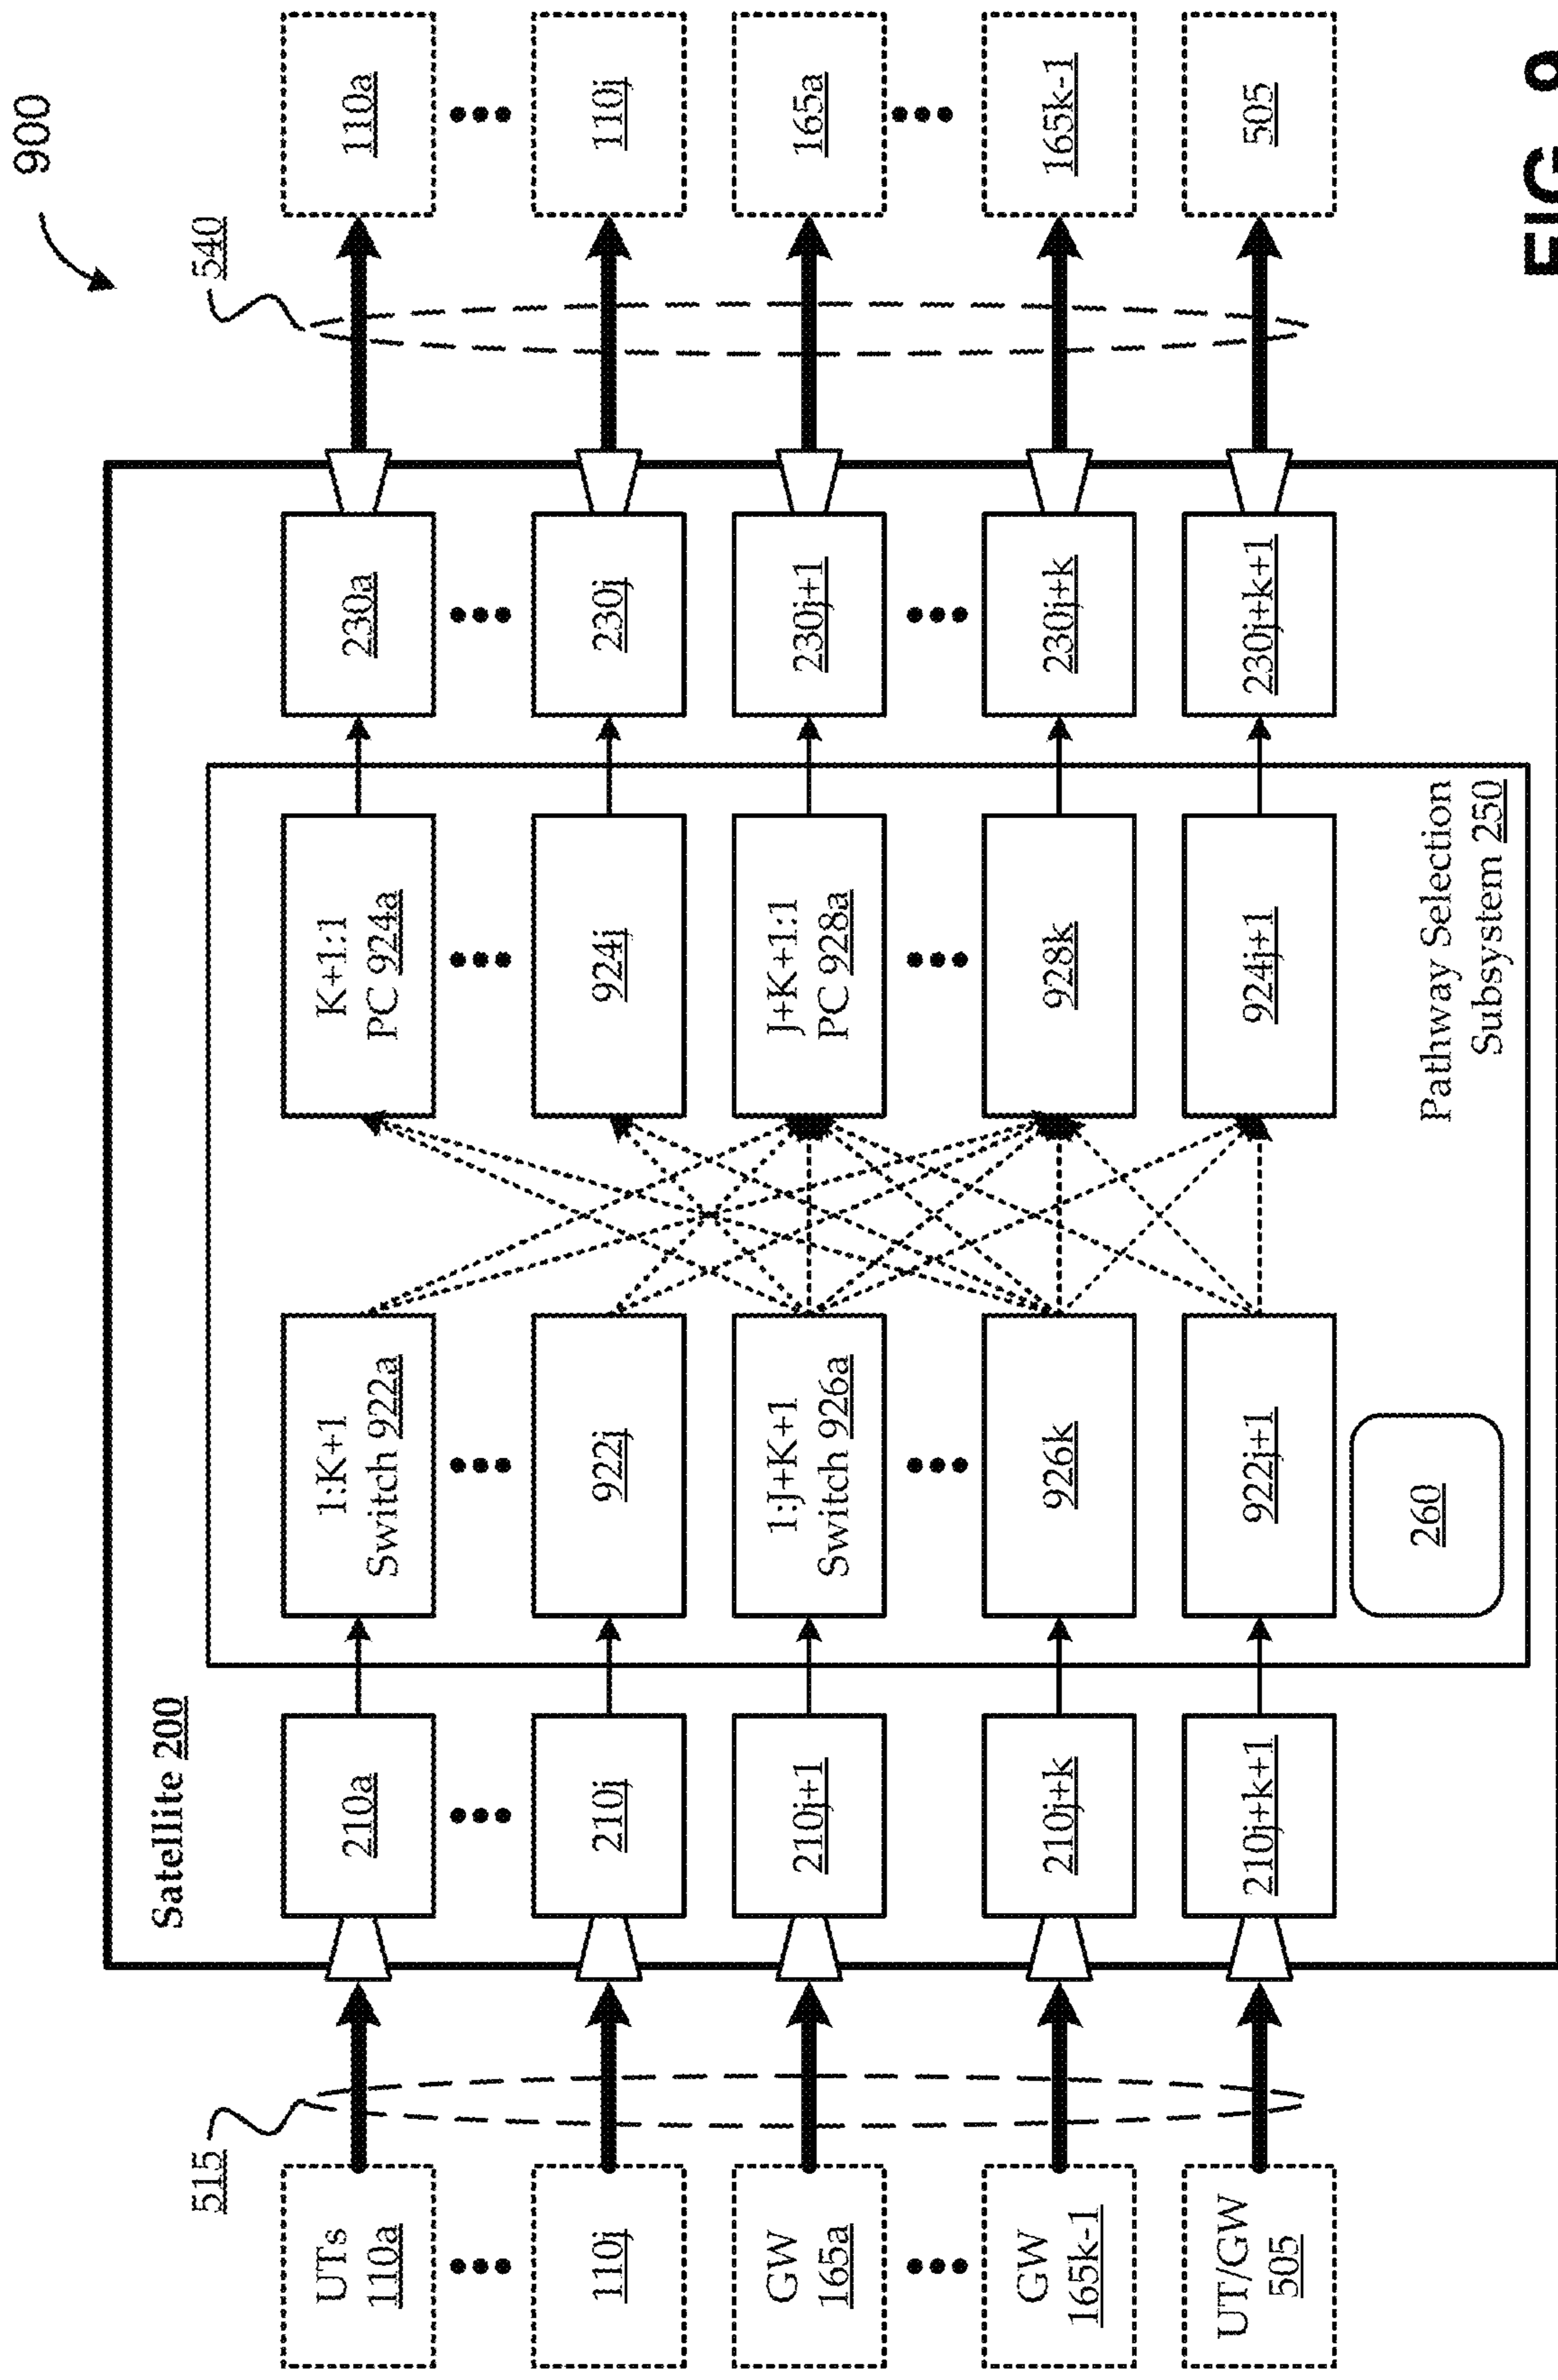 900
515
540
Satellite 200
UTs
110a
210a
1:K+1
Switch 922a
K+1:1
PC 924a
230a
110a
110j
210j
922j
924j
230j
110j
GW
165a
210j+1
1:J+K+1
Switch 926a
J+K+1:1
PC 928a
230j+1
165a
GW
165k-1
210j+k
926k
928k
230j+k
165k-1
UT/GW
505
210j+k+1
922j+1
924j+1
230j+k+1
505
260
Pathway Selection
Subsystem 250
FIG. 9